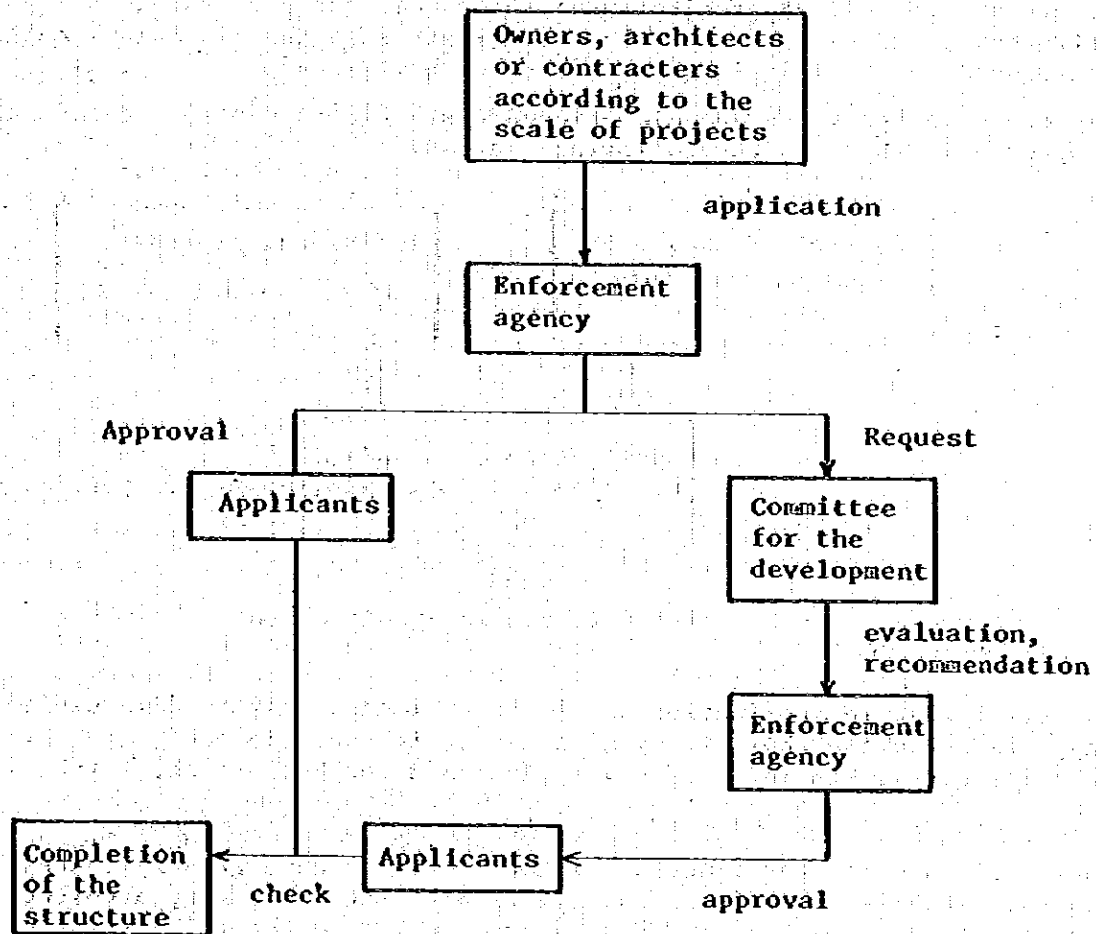 Owners, architects
or contracters
according to the
scale of projects
application
Enforcement
agency
Approval
Request
Applicants
Committee
for the
development
evaluation,
recommendation
Enforcement
agency
Completion
of the
structure
check
Applicants
approval